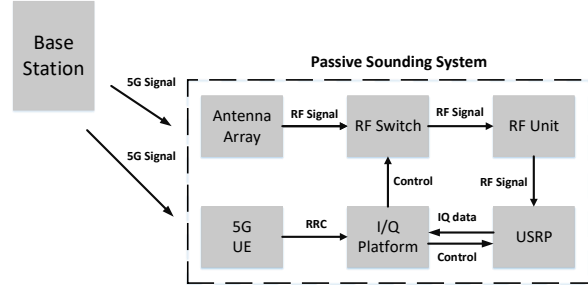 Base
Station
Passive Sounding System
5G Signal
5G Signal
Antenna
Array
RF Signal
RF Switch
RF Signal
RF Unit
Control
RF Signal
5G
UE
RRC
I/Q
Platform
IQ data
Control
USRP